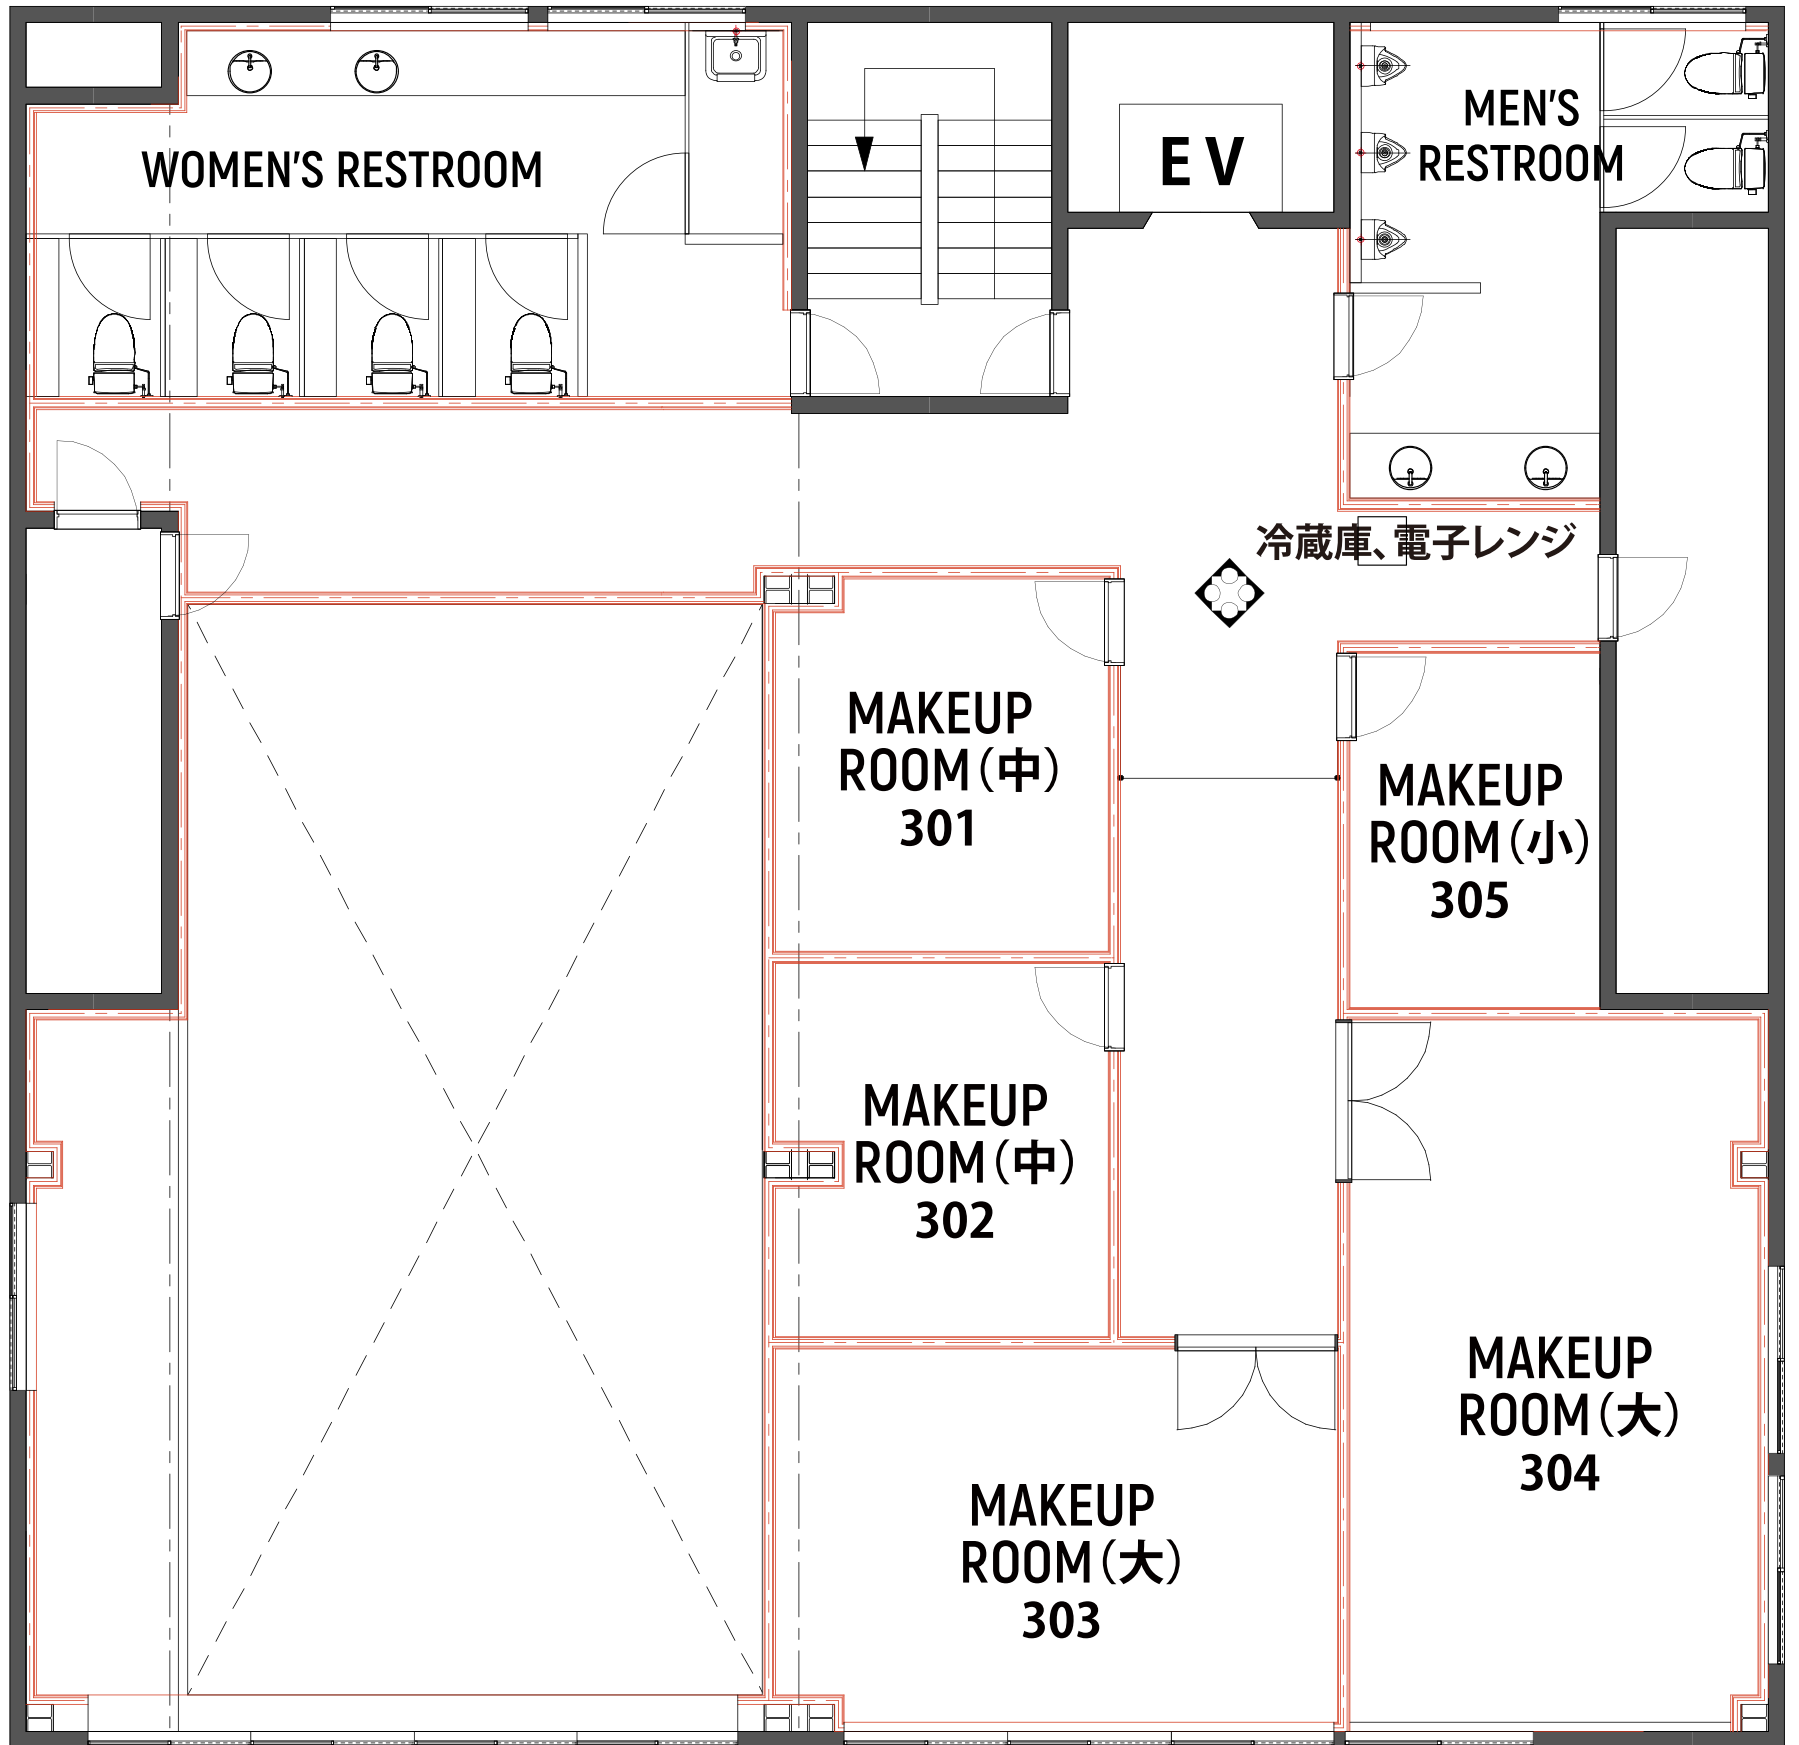 WOMEN'S RESTROOM
EV
MEN'S
RESTROOM
冷蔵庫、電子レンジ
MAKEUP
ROOM（中）
301
MAKEUP
ROOM（小）
305
MAKEUP
ROOM（中）
302
MAKEUP
ROOM（大）
304
MAKEUP
ROOM（大）
303